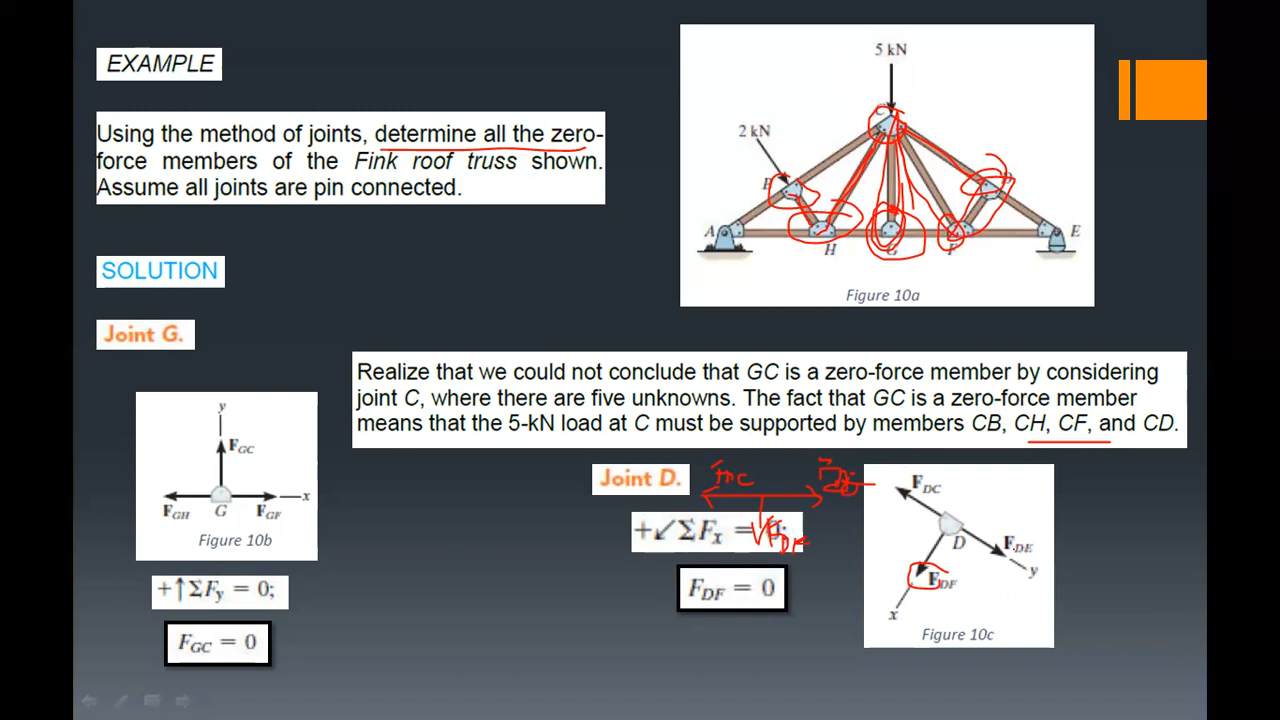 EXAMPLE
Using the method of joints, determine all the zero-
force members of the Fink roof truss shown.
Assume all joints are pin connected.
5 kN
C
2 kN
A
H
E
Figure 10a
SOLUTION
Joint G.
Realize that we could not conclude that GC is a zero-force member by considering
joint C, where there are five unknowns. The fact that GC is a zero-force member
means that the 5-kN load at C must be supported by members CB, CH, CF, and CD.
y
F_GC
x
F_GH G F_GF
Figure 10b
+↑ΣF_y = 0;
F_GC = 0
Joint D.
+↙ΣF_x = 0;
F_DF = 0
F_DC
D
F_DE
y
F_DF
x
Figure 10c